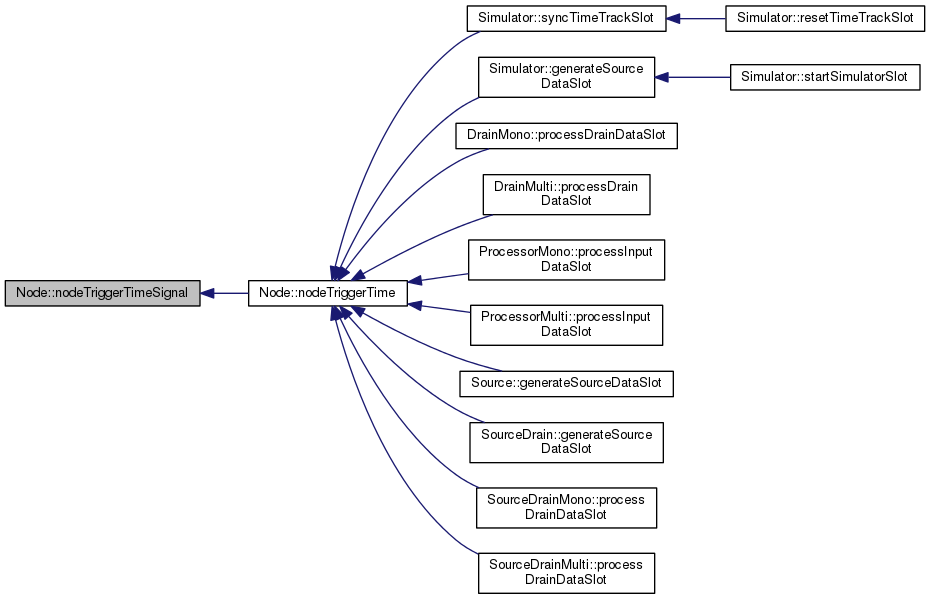 Simulator::syncTimeTrackSlot
Simulator::resetTimeTrackSlot
Simulator::generateSource
DataSlot
Simulator::startSimulatorSlot
DrainMono::processDrainDataSlot
DrainMulti::processDrain
DataSlot
ProcessorMono::processInput
DataSlot
Node::nodeTriggerTimeSignal
Node::nodeTriggerTime
ProcessorMulti::processInput
DataSlot
Source::generateSourceDataSlot
SourceDrain::generateSource
DataSlot
SourceDrainMono::process
DrainDataSlot
SourceDrainMulti::process
DrainDataSlot